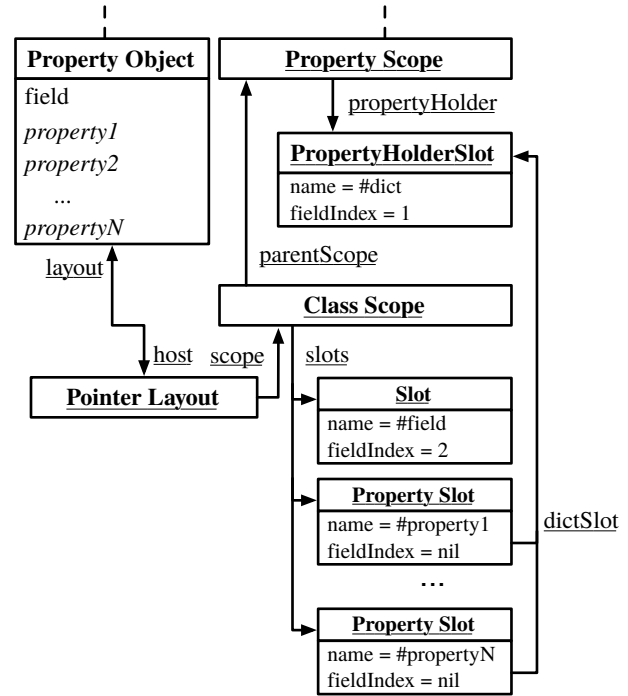 Property Object
field
property1
property2
...
propertyN
layout
host
Pointer Layout
scope
Property Scope
propertyHolder
PropertyHolderSlot
name = #dict
fieldIndex = 1
parentScope
Class Scope
slots
Slot
name = #field
fieldIndex = 2
Property Slot
name = #property1
fieldIndex = nil
...
Property Slot
name = #propertyN
fieldIndex = nil
dictSlot